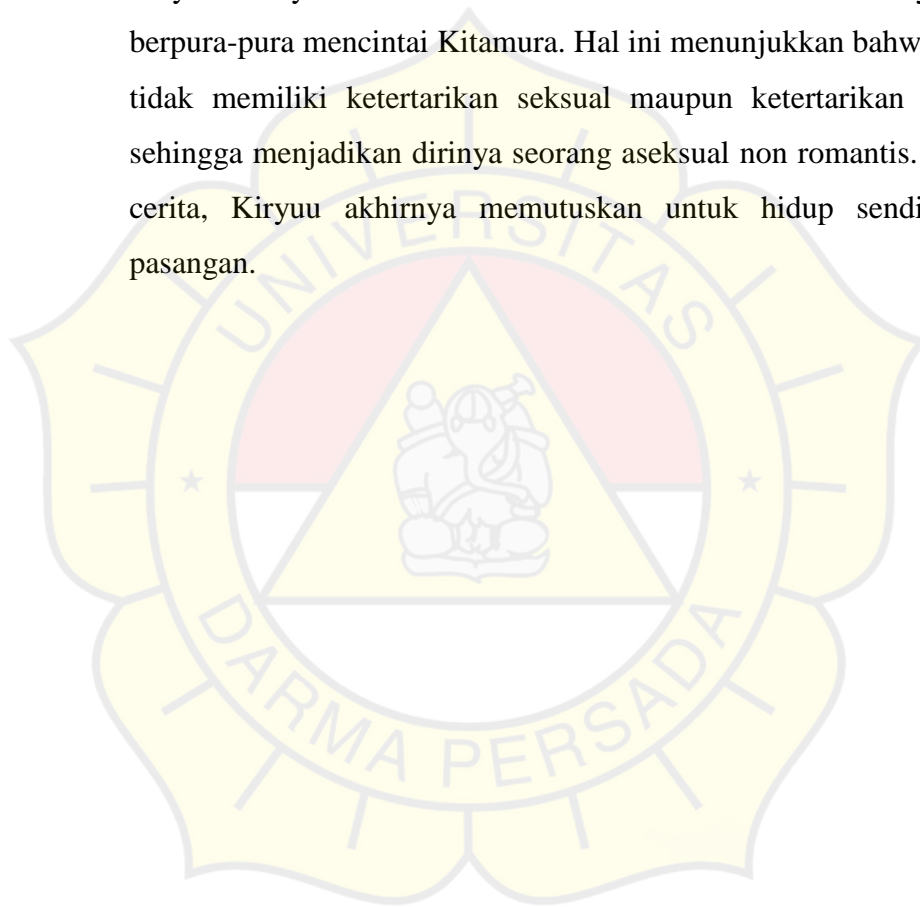 berpura-pura mencintai Kitamura. Hal ini menunjukkan bahw
tidak memiliki ketertarikan seksual maupun ketertarikan
sehingga menjadikan dirinya seorang aseksual non romantis.
cerita, Kiryuu akhirnya memutuskan untuk hidup sendi
pasangan.
UNIVERSITAS
DARMA PERSADA